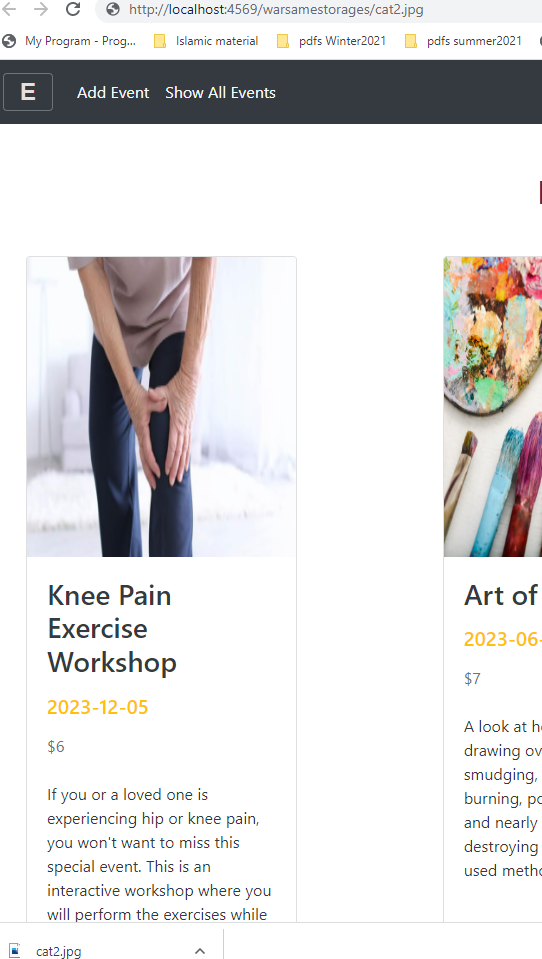 http://localhost:4569/warsamestorages/cat2.jpg
My Program - Prog... Islamic material pdfs Winter2021 pdfs summer2021
E Add Event Show All Events
Knee Pain
Exercise
Workshop
2023-12-05
$6
If you or a loved one is
experiencing hip or knee pain,
you won't want to miss this
special event. This is an
interactive workshop where you
will perform the exercises while
Art of
2023-06-
$7
A look at h
drawing ov
smudging,
burning, po
and nearly
destroying
used metho
cat2.jpg